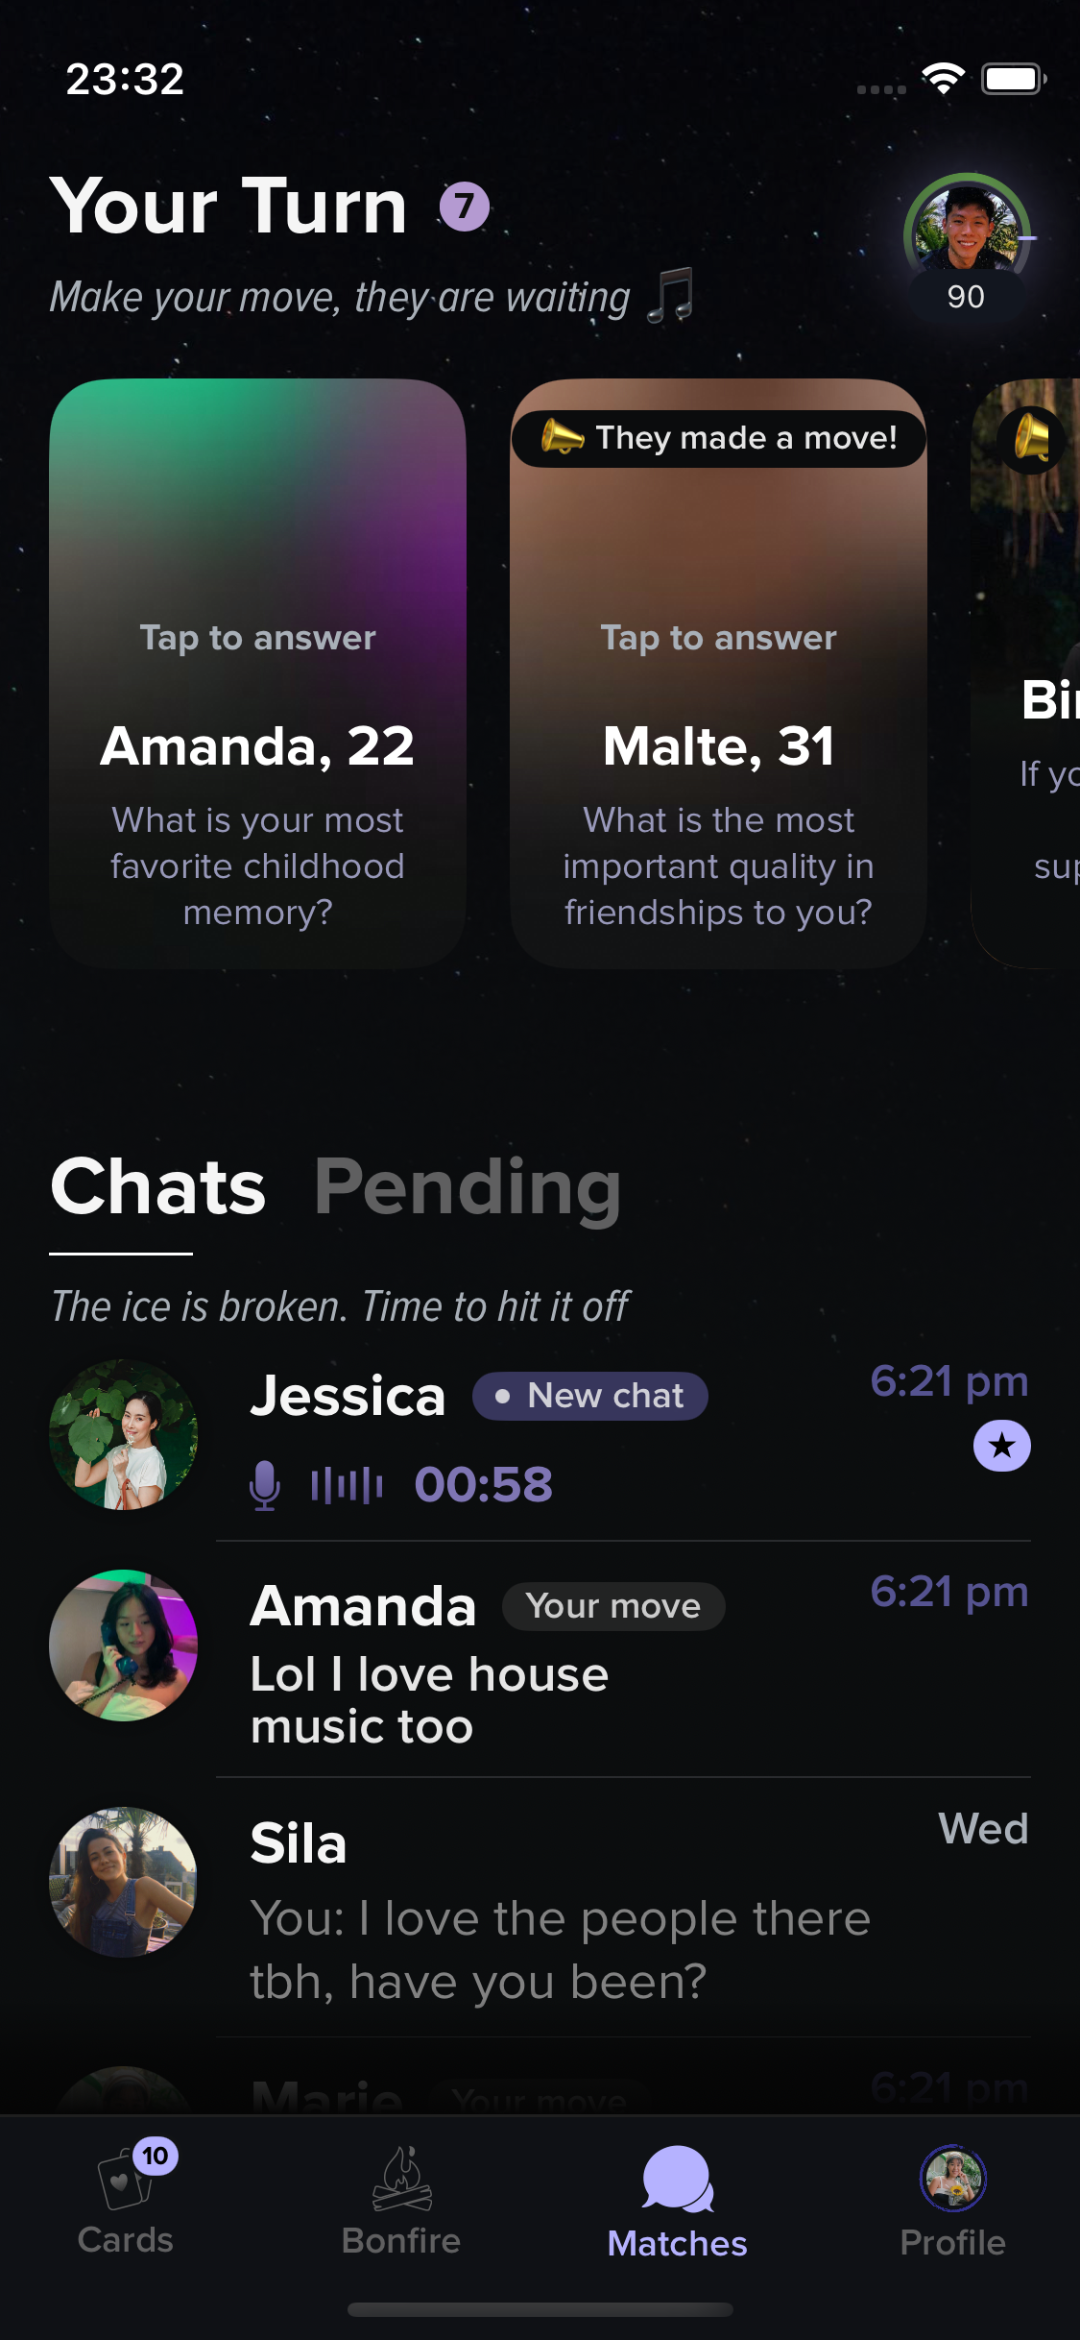 23:32
Your Turn 7
Make your move, they are waiting
90
They made a move!
Tap to answer
Amanda, 22
What is your most
favorite childhood
memory?
Tap to answer
Malte, 31
What is the most
important quality in
friendships to you?
If
Chats Pending
The ice is broken. Time to hit it off
Jessica New chat 6:21 pm
00:58
Amanda Your move 6:21 pm
Lol I love house
music too
Sila Wed
You: I love the people there
tbh, have you been?
Marie Your move 6:21 pm
10
Cards Bonfire Matches Profile